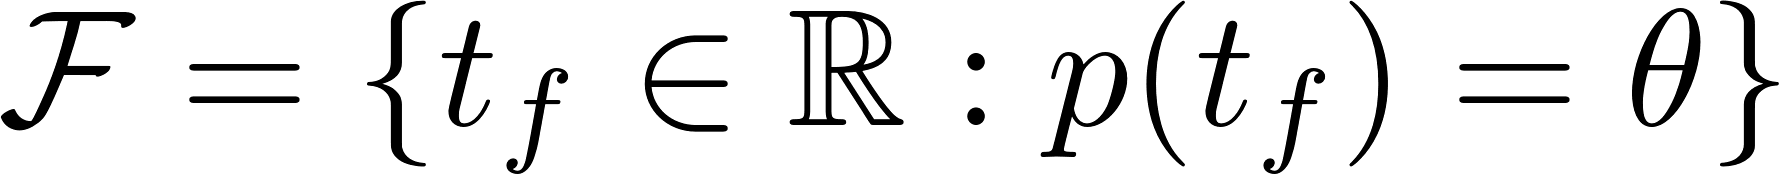 ℱ = {t_f ∈ ℝ : p(t_f) = θ}